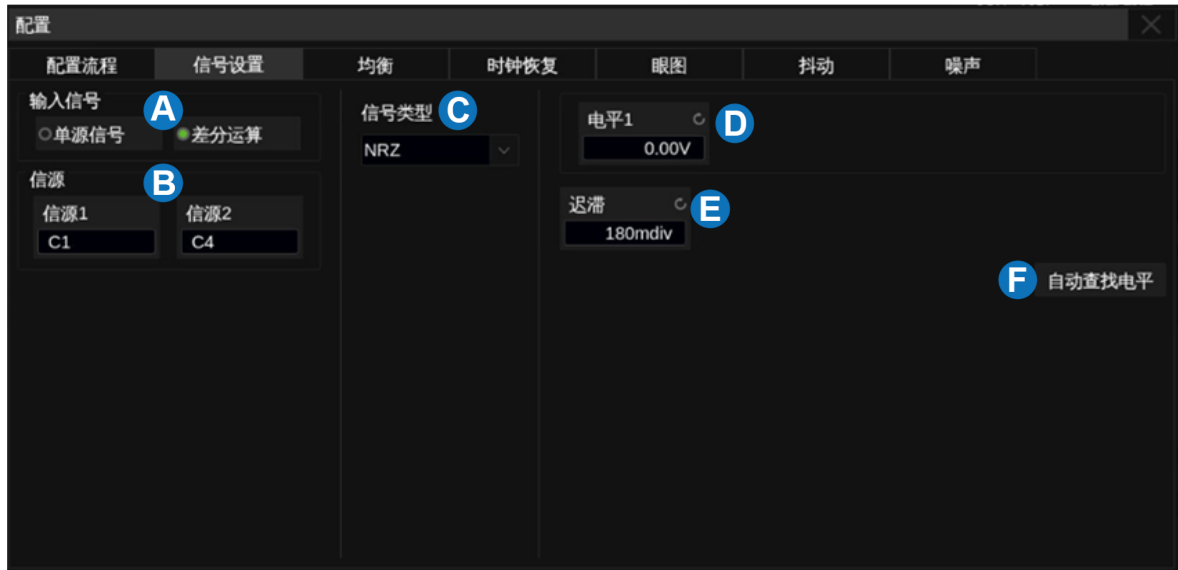 配置
配置流程 信号设置 均衡 时钟恢复 眼图 抖动 噪声
输入信号 A
单源信号 差分运算
信源 B
信源1 信源2
C1 C4
信号类型 C
NRZ
电平1 D
0.00V
迟滞 E
180mdiv
F 自动查找电平